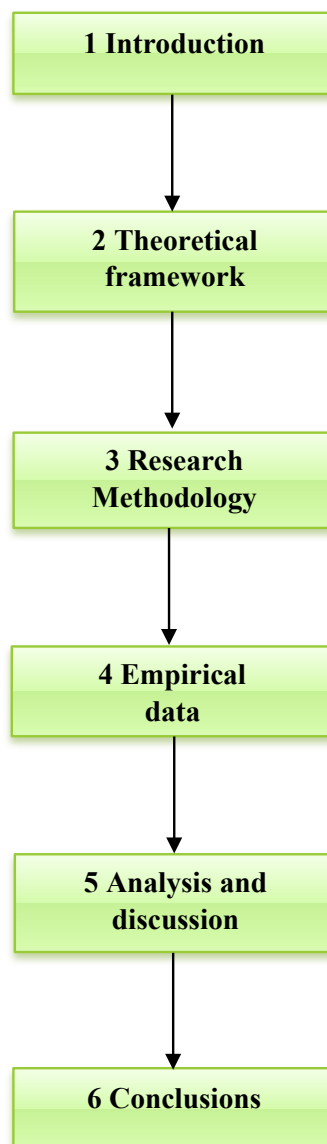 1 Introduction
2 Theoretical
framework
3 Research
Methodology
4 Empirical
data
5 Analysis and
discussion
6 Conclusions